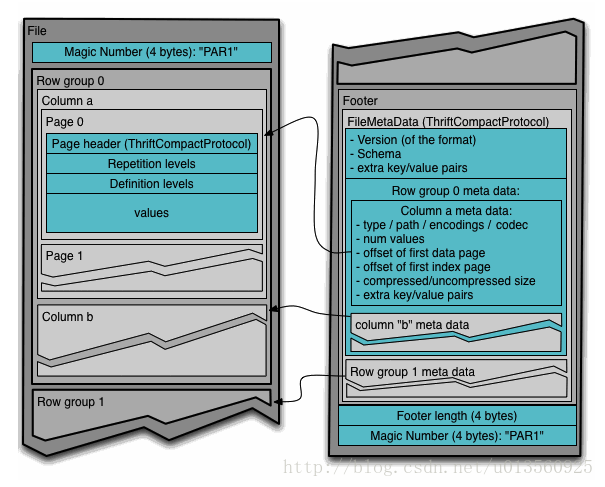 File
Magic Number (4 bytes): "PAR1"
Row group 0
Column a
Page 0
Page header (ThriftCompactProtocol)
Repetition levels
Definition levels
values
Page 1
Column b
Row group 1
Footer
FileMetaData (ThriftCompactProtocol)
- Version (of the format)
- Schema
- extra key/value pairs
Row group 0 meta data:
Column a meta data:
- type / path / encodings / codec
- num values
- offset of first data page
- offset of first index page
- compressed/uncompressed size
- extra key/value pairs
column "b" meta data
Row group 1 meta data
Footer length (4 bytes)
Magic Number (4 bytes): "PAR1"
http://blog.csdn.net/u013560925